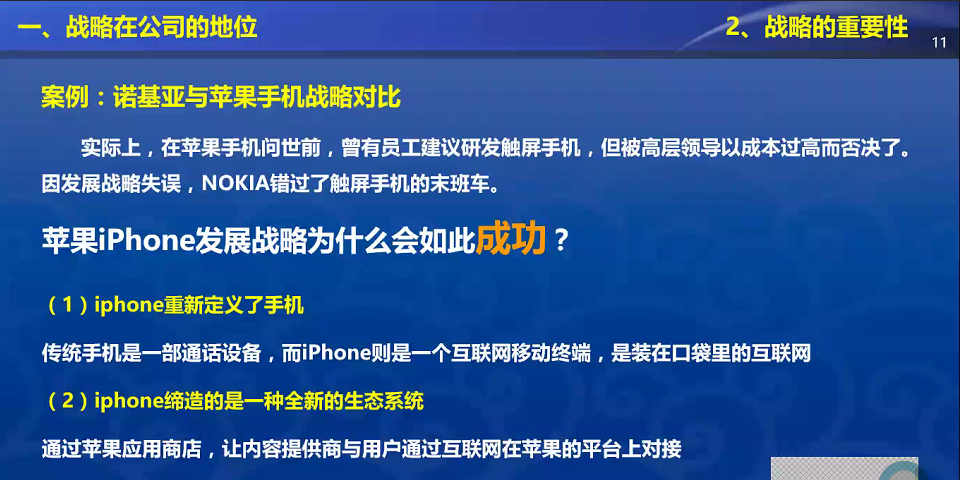 一、战略在公司的地位
2、战略的重要性
11
案例：诺基亚与苹果手机战略对比
实际上，在苹果手机问世前，曾有员工建议研发触屏手机，但被高层领导以成本过高而否决了。
因发展战略失误，NOKIA错过了触屏手机的末班车。
苹果iPhone发展战略为什么会如此成功？
（1）iphone重新定义了手机
传统手机是一部通话设备，而iPhone则是一个互联网移动终端，是装在口袋里的互联网
（2）iphone缔造的是一种全新的生态系统
通过苹果应用商店，让内容提供商与用户通过互联网在苹果的平台上对接